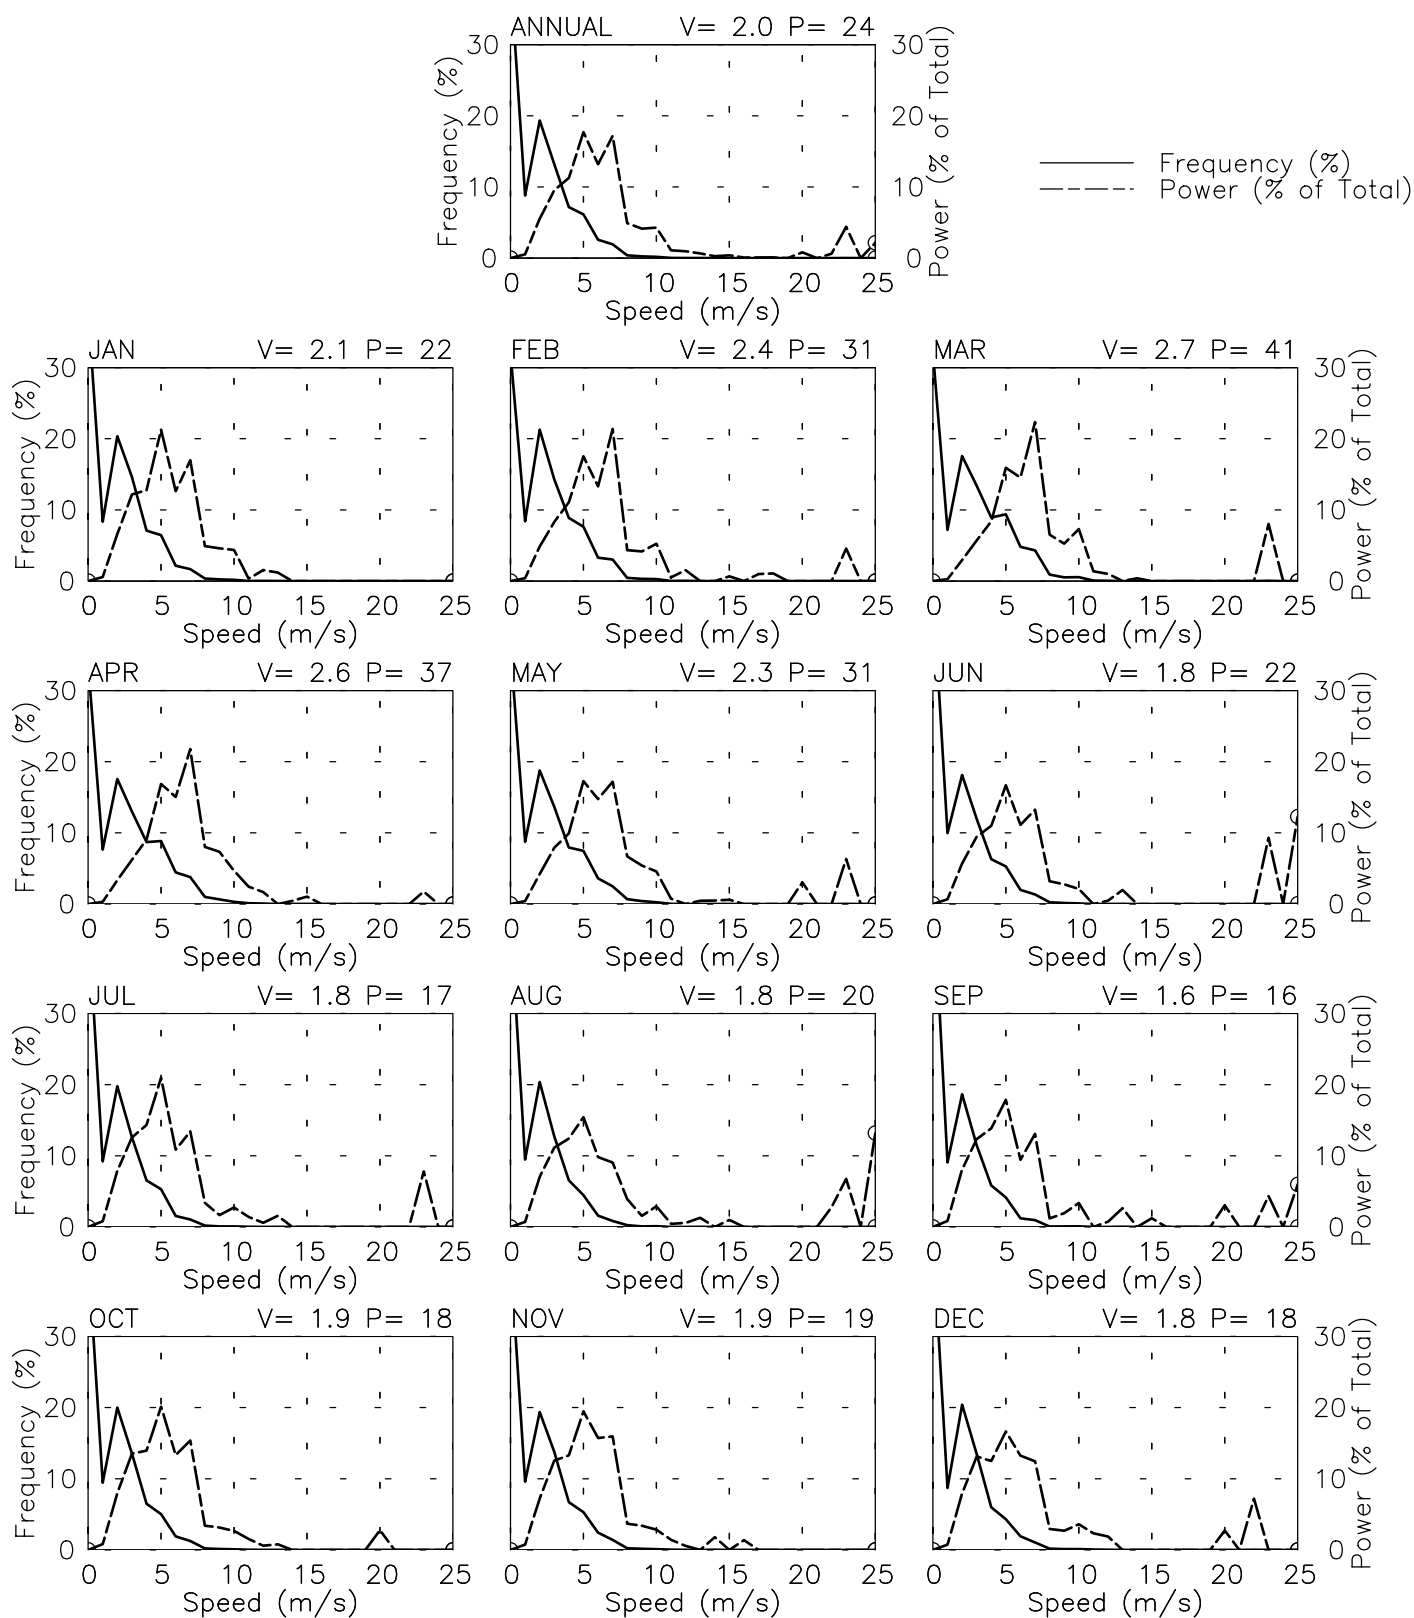 ANNUAL V= 2.0 P= 24
30 30
20 20
10 10
0 0
0 5 10 15 20 25
Speed (m/s)
Frequency (%)
Power (% of Total)
Frequency (%)
Power (% of Total)
JAN V= 2.1 P= 22
30
20
10
0
0 5 10 15 20 25
Speed (m/s)
Frequency (%)
FEB V= 2.4 P= 31
0 5 10 15 20 25
Speed (m/s)
MAR V= 2.7 P= 41
30
20
10
0
0 5 10 15 20 25
Speed (m/s)
Power (% of Total)
APR V= 2.6 P= 37
30
20
10
0
0 5 10 15 20 25
Speed (m/s)
Frequency (%)
MAY V= 2.3 P= 31
0 5 10 15 20 25
Speed (m/s)
JUN V= 1.8 P= 22
30
20
10
0
0 5 10 15 20 25
Speed (m/s)
Power (% of Total)
JUL V= 1.8 P= 17
30
20
10
0
0 5 10 15 20 25
Speed (m/s)
Frequency (%)
AUG V= 1.8 P= 20
0 5 10 15 20 25
Speed (m/s)
SEP V= 1.6 P= 16
30
20
10
0
0 5 10 15 20 25
Speed (m/s)
Power (% of Total)
OCT V= 1.9 P= 18
30
20
10
0
0 5 10 15 20 25
Speed (m/s)
Frequency (%)
NOV V= 1.9 P= 19
0 5 10 15 20 25
Speed (m/s)
DEC V= 1.8 P= 18
30
20
10
0
0 5 10 15 20 25
Speed (m/s)
Power (% of Total)